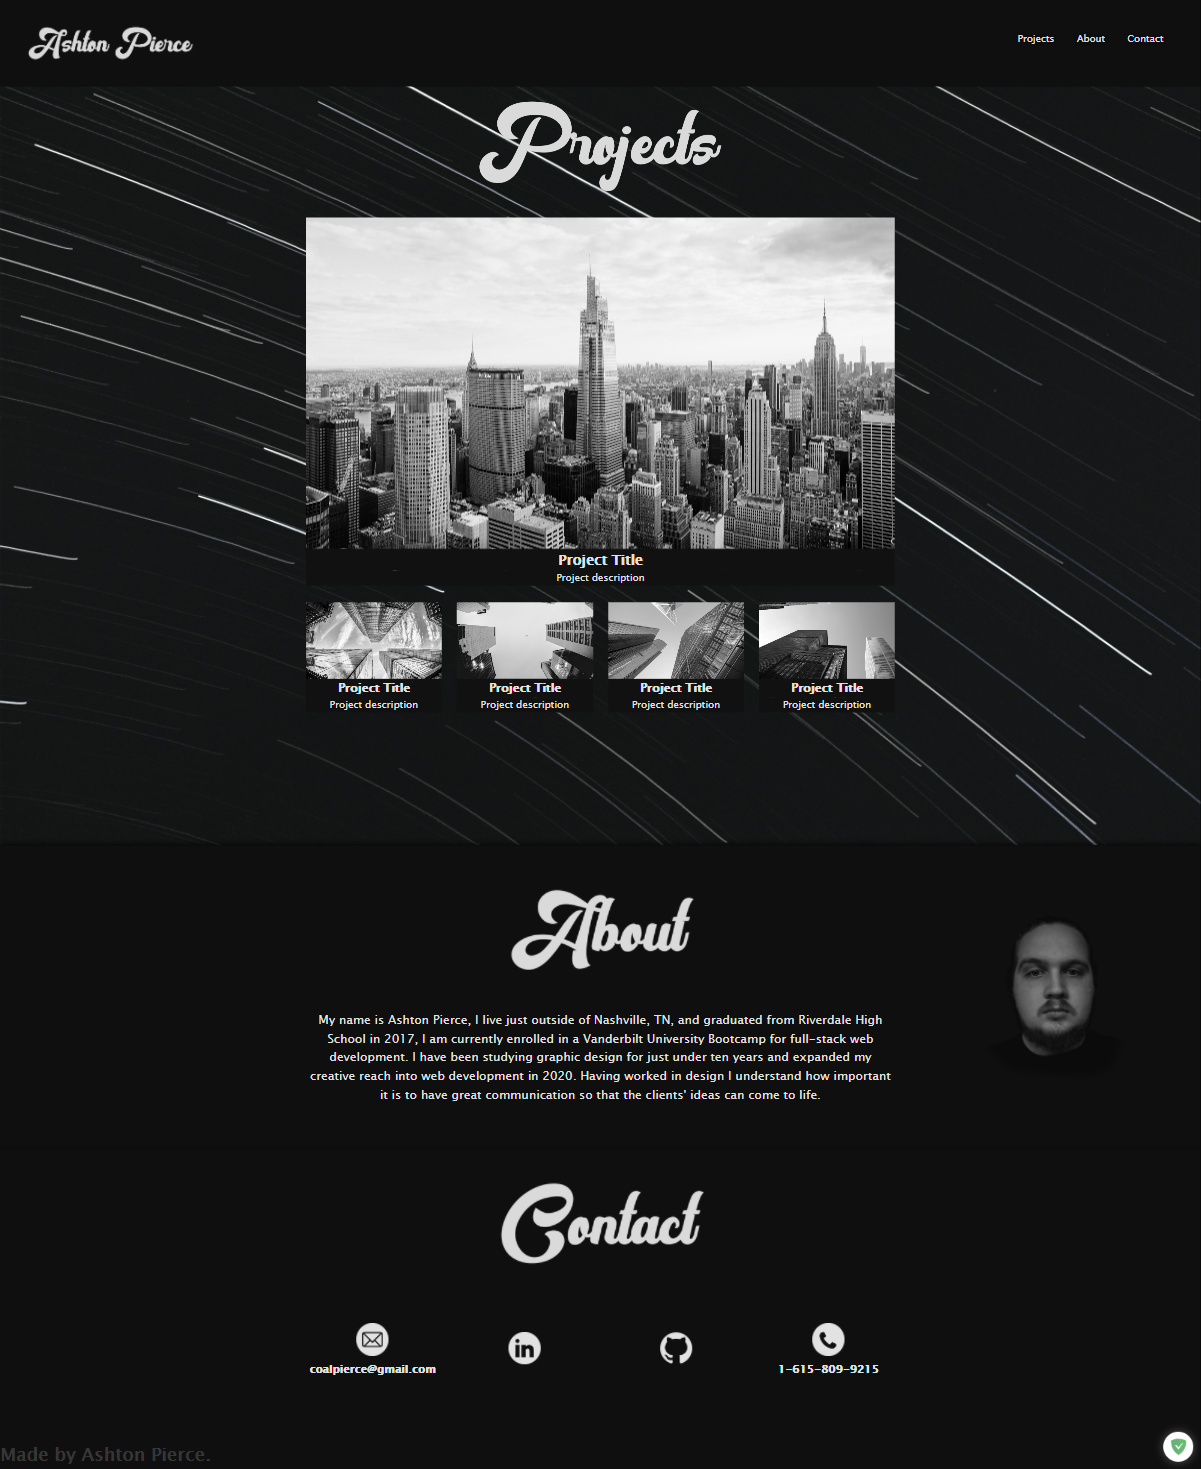 Ashton Pierce
Projects About Contact
Projects
Project Title
Project description
Project Title Project Title Project Title Project Title
Project description Project description Project description Project description
About
My name is Ashton Pierce, I live just outside of Nashville, TN, and graduated from Riverdale High
School in 2017, I am currently enrolled in a Vanderbilt University Bootcamp for full-stack web
development. I have been studying graphic design for just under ten years and expanded my
creative reach into web development in 2020. Having worked in design I understand how important
it is to have great communication so that the clients' ideas can come to life.
Contact
in
coalpierce@gmail.com 1-615-809-9215
Made by Ashton Pierce.